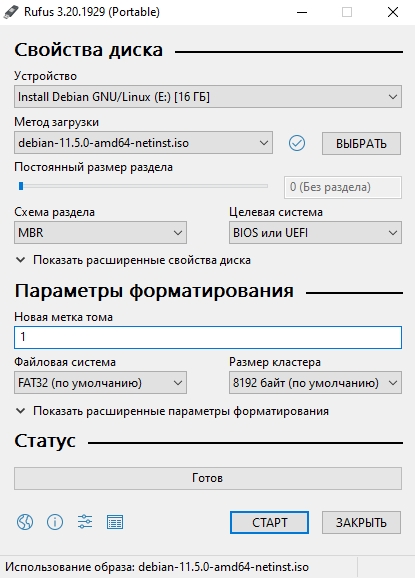 Rufus 3.20.1929 (Portable)
Свойства диска
Устройство
Install Debian GNU/Linux (E:) [16 ГБ]
Метод загрузки
debian-11.5.0-amd64-netinst.iso
ВЫБРАТЬ
Постоянный размер раздела
0 (Без раздела)
Схема раздела
Целевая система
MBR
BIOS или UEFI
Показать расширенные свойства диска
Параметры форматирования
Новая метка тома
1
Файловая система
Размер кластера
FAT32 (по умолчанию)
8192 байт (по умолчанию)
Показать расширенные параметры форматирования
Статус
Готов
СТАРТ
ЗАКРЫТЬ
Использование образа: debian-11.5.0-amd64-netinst.iso